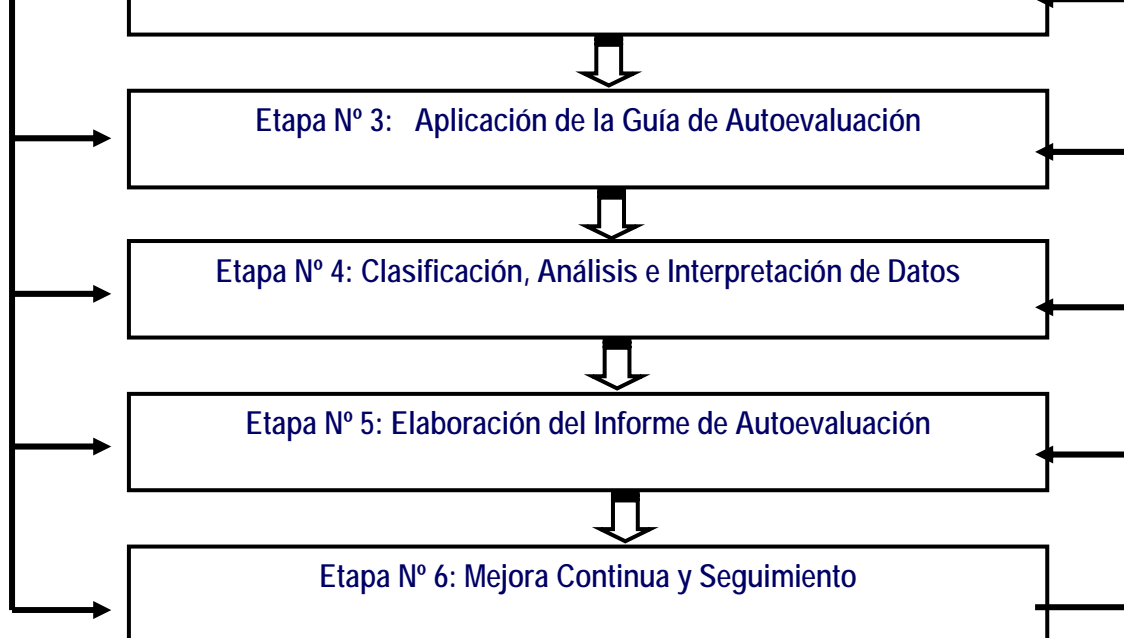 Etapa Nº 3: Aplicación de la Guía de Autoevaluación
Etapa Nº 4: Clasificación, Análisis e Interpretación de Datos
Etapa Nº 5: Elaboración del Informe de Autoevaluación
Etapa Nº 6: Mejora Continua y Seguimiento